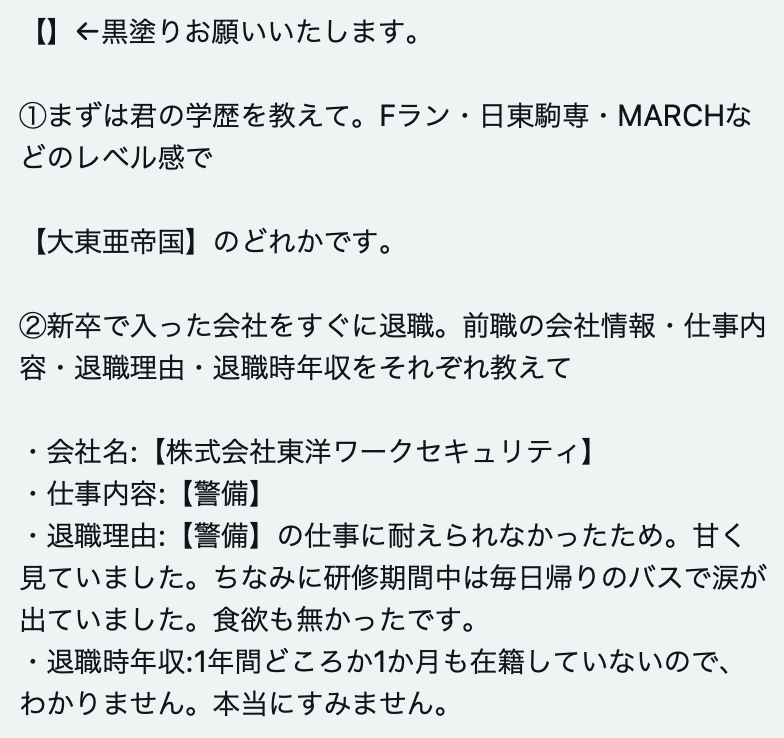 【】←黒塗りお願いいたします。
①まずは君の学歴を教えて。Fラン・日東駒専・MARCHな
どのレベル感で
【大東亜帝国】のどれかです。
②新卒で入った会社をすぐに退職。前職の会社情報・仕事内
容・退職理由・退職時年収をそれぞれ教えて
・会社名:【株式会社東洋ワークセキュリティ】
・仕事内容:【警備】
・退職理由:【警備】の仕事に耐えられなかったため。甘く
見ていました。ちなみに研修期間中は毎日帰りのバスで涙が
出ていました。食欲も無かったです。
・退職時年収:1年間どころか1か月も在籍していないので、
わかりません。本当にすみません。